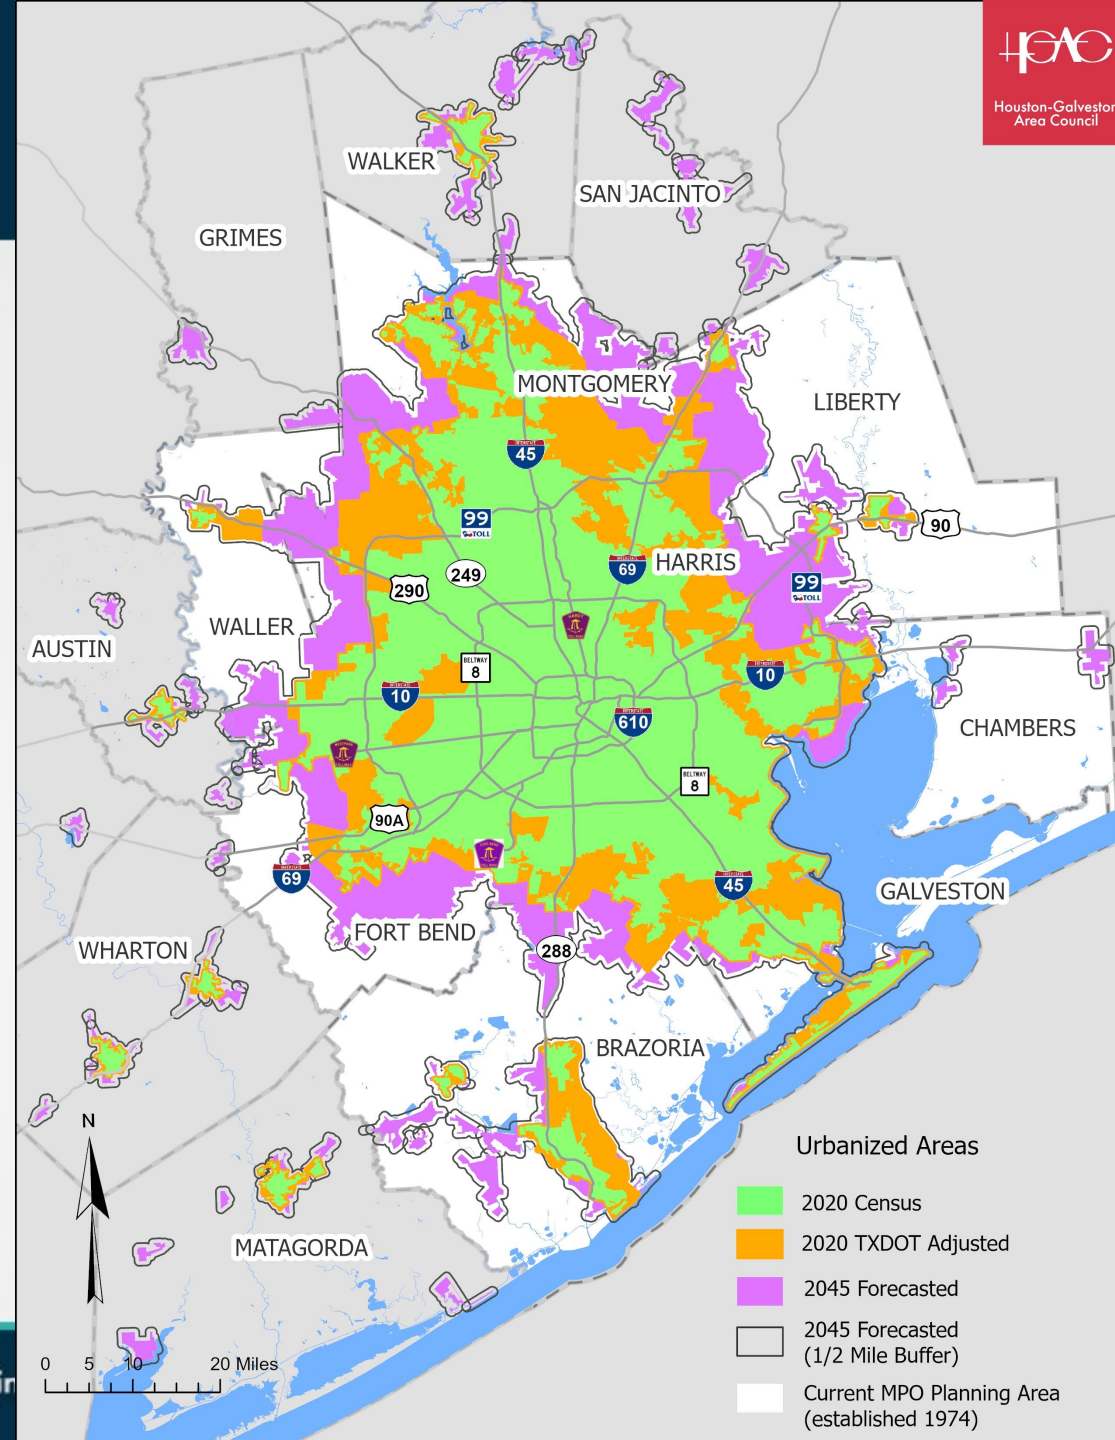 HGAC
Houston-Galveston
Area Council
WALKER
SAN JACINTO
GRIMES
MONTGOMERY
LIBERTY
45
99
TOLL
90
249
69
HARRIS
290
99
TOLL
WALLER
AUSTIN
BELTWAY
8
10
10
610
CHAMBERS
BELTWAY
8
90A
69
45
GALVESTON
FORT BEND
WHARTON
288
BRAZORIA
N
Urbanized Areas
2020 Census
2020 TXDOT Adjusted
MATAGORDA
2045 Forecasted
2045 Forecasted
(1/2 Mile Buffer)
0 5 10 20 Miles
Current MPO Planning Area
(established 1974)